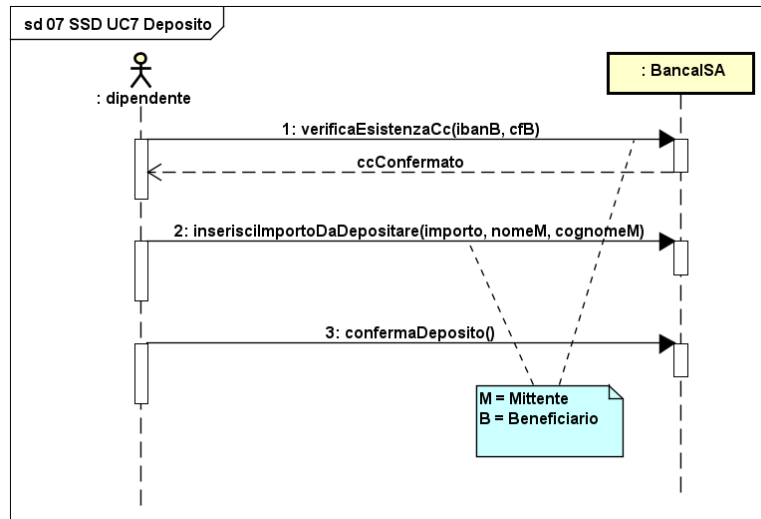 sd 07 SSD UC7 Deposito
: dipendente
: BancaISA
1: verificaEsistenzaCc(ibanB, cfB)
ccConfermato
2: inserisciImportoDaDepositare(importo, nomeM, cognomeM)
3: confermaDeposito()
M = Mittente
B = Beneficiario